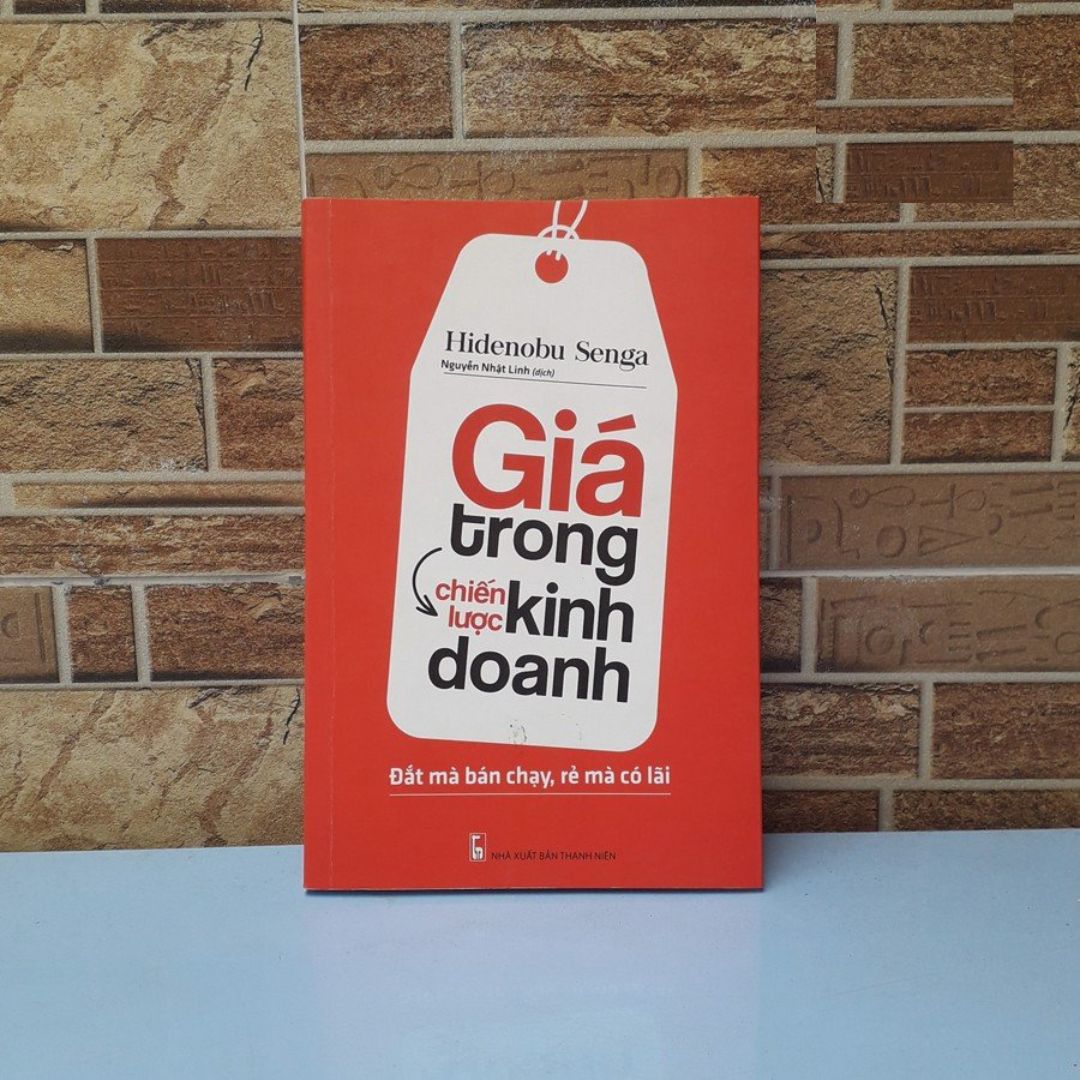 Hidenobu Senga
Nguyễn Nhật Linh (dịch)
Giá
trong
chiến
lược
kinh
doanh
Đắt mà bán chạy, rẻ mà có lãi
NHÀ XUẤT BẢN THANH NIÊN